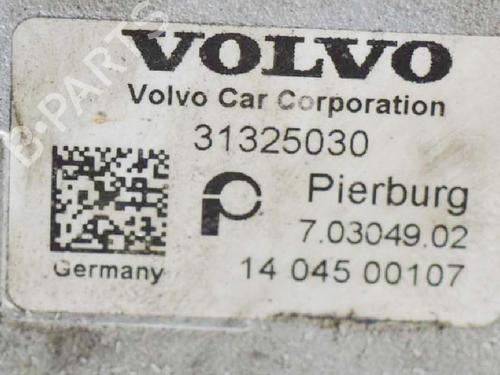 VOLVO
Volvo Car Corporation
31325030
Pierburg
7.03049.02
Germany
14 045 00107
B-PARTS